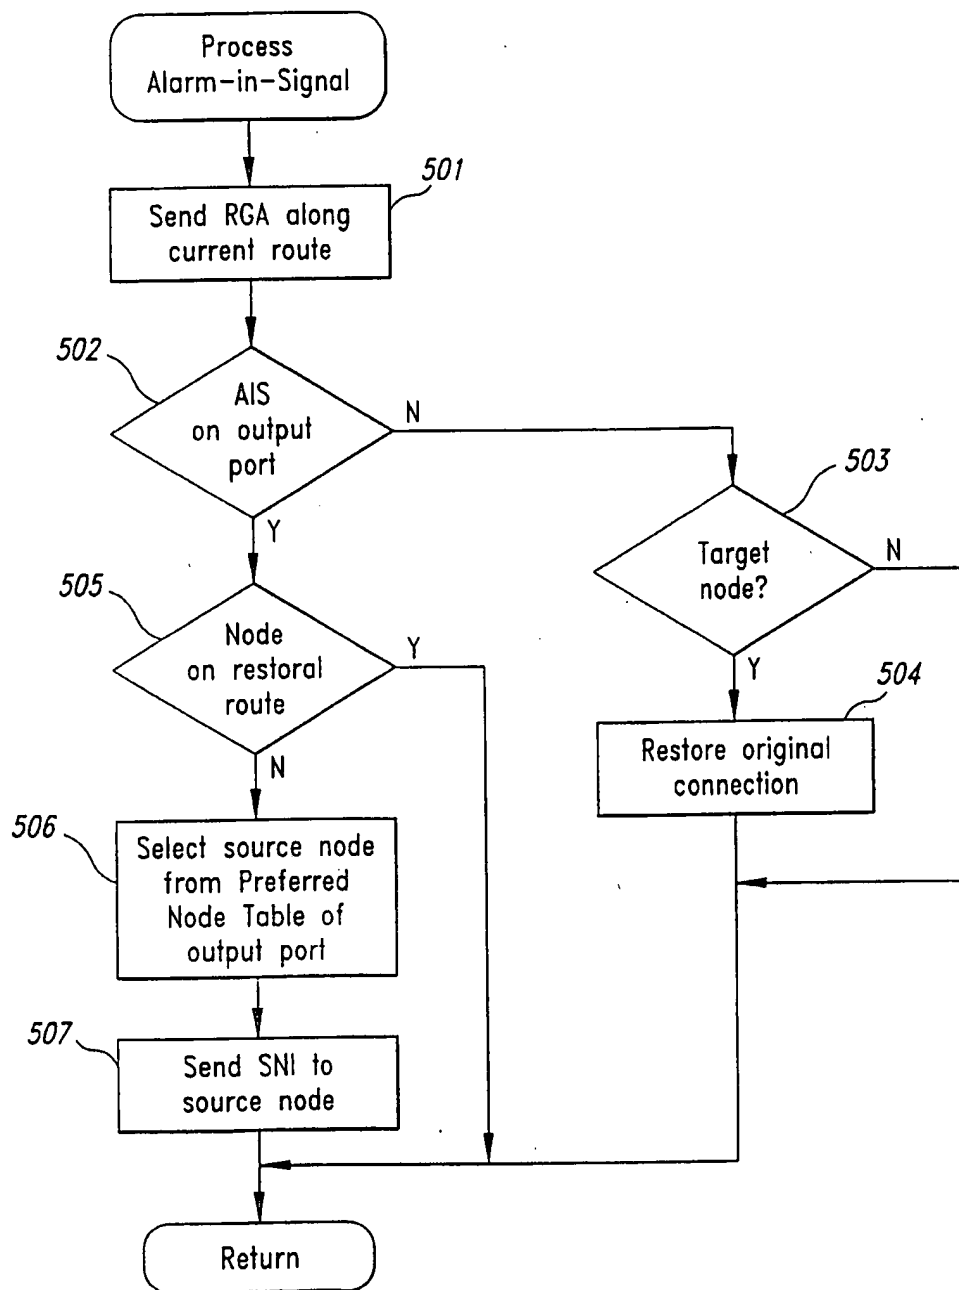 Process
Alarm-in-Signal
501
Send RGA along
current route
502
AIS
on output
port
N
Y
503
Target
node?
N
Y
504
Restore original
connection
505
Node
on restoral
route
Y
N
506
Select source node
from Preferred
Node Table of
output port
507
Send SNI to
source node
Return